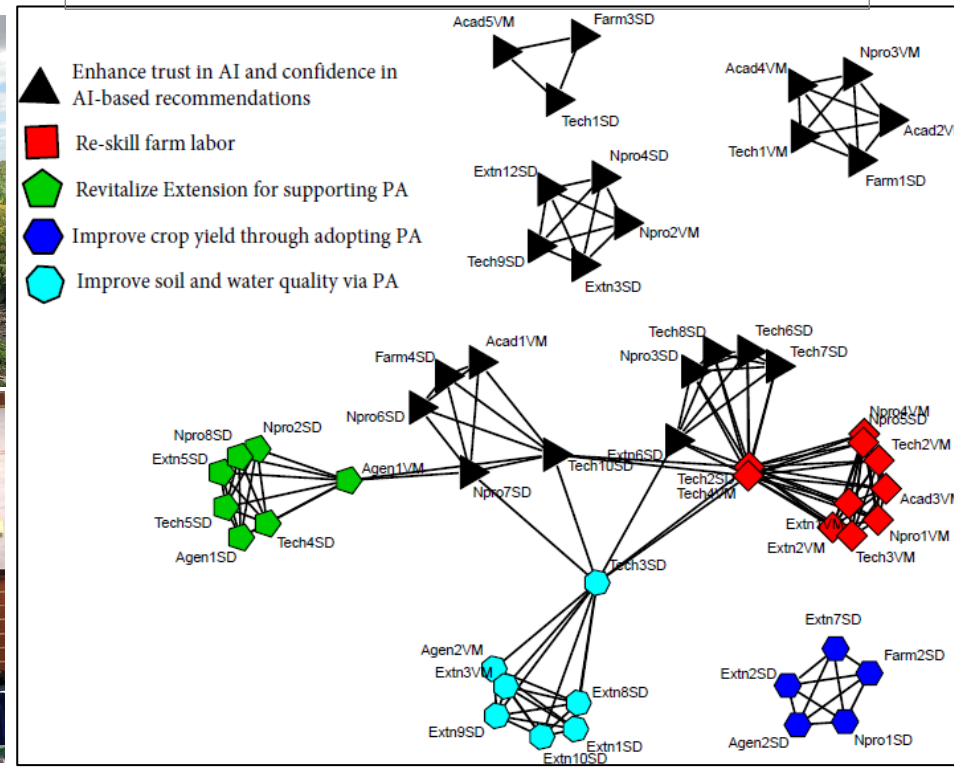 Acad5VM
Farm3SD
Tech1SD
Enhance trust in AI and confidence in
AI-based recommendations
Re-skill farm labor
Revitalize Extension for supporting PA
Improve crop yield through adopting PA
Improve soil and water quality via PA
Npro3VM
Acad4VM
Acad2V
Tech1VM
Farm1SD
Npro4SD
Extn12SD
Npro2VM
Tech9SD
Extn3SD
Acad1VM
Farm4SD
Npro6SD
Npro7SD
Tech10SD
Tech8SD
Tech6SD
Npro3SD
Tech7SD
Extn6SD
Npro2SD
Npro8SD
Extn5SD
Agen1VM
Tech5SD
Tech4SD
Agen1SD
Tech2SD
Tech4VM
Npro4VM
Npro5SD
Tech2VM
Acad3VM
Npro1VM
Extn1VM
Extn2VM
Tech3VM
Tech3SD
Agen2VM
Extn3VM
Extn8SD
Extn9SD
Extn1SD
Extn10SD
Extn7SD
Farm2SD
Extn2SD
Agen2SD
Npro1SD